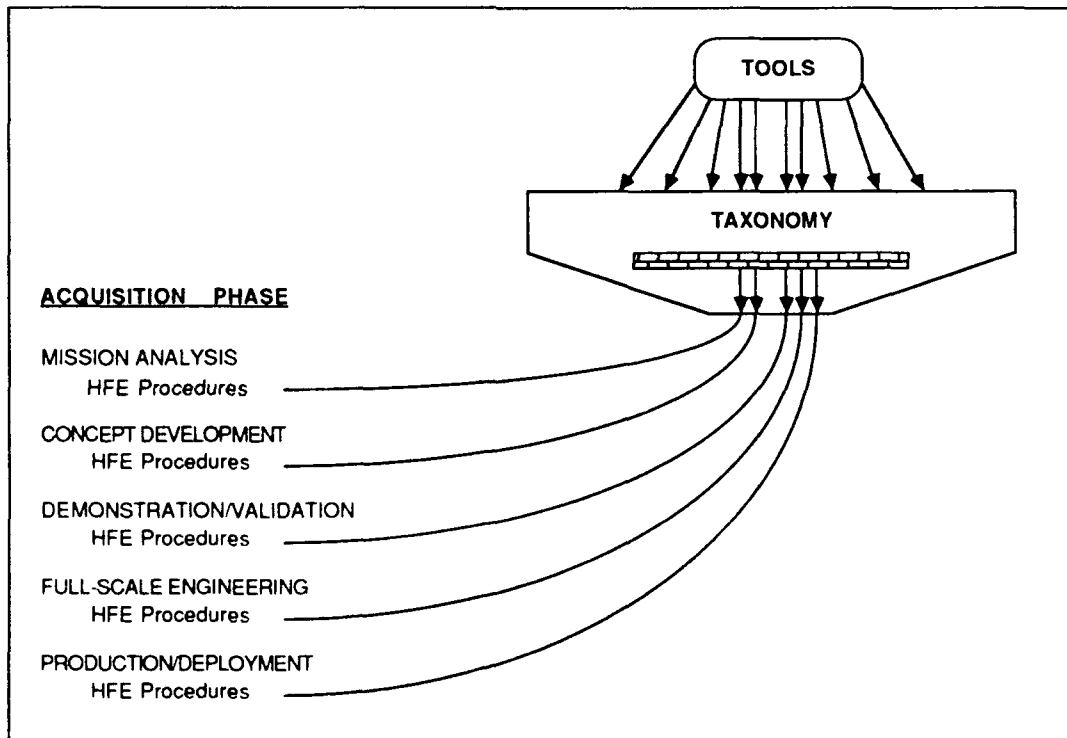 TOOLS
TAXONOMY
ACQUISITION PHASE
MISSION ANALYSIS
HFE Procedures
CONCEPT DEVELOPMENT
HFE Procedures
DEMONSTRATION/VALIDATION
HFE Procedures
FULL-SCALE ENGINEERING
HFE Procedures
PRODUCTION/DEPLOYMENT
HFE Procedures